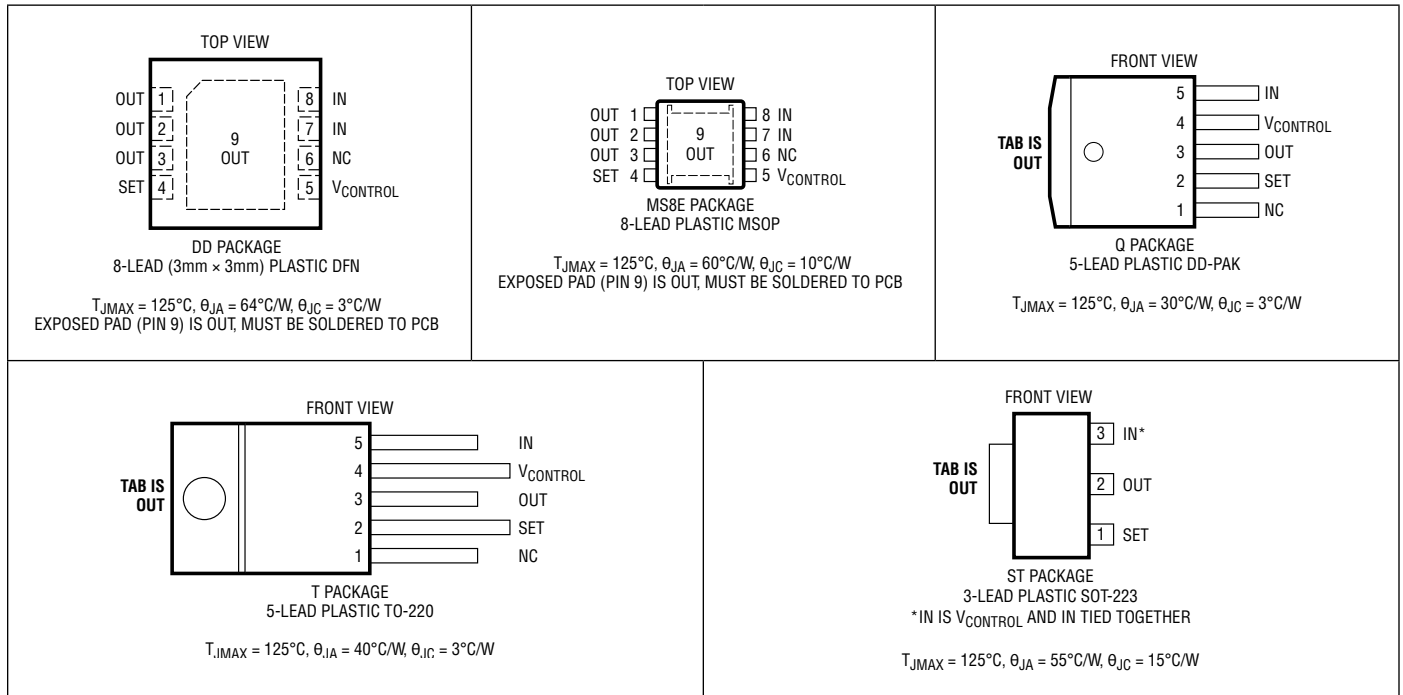 TOP VIEW
OUT 1 8 IN
OUT 2 7 IN
OUT 3 6 NC
SET 4 5 VCONTROL
9
OUT
DD PACKAGE
8-LEAD (3mm × 3mm) PLASTIC DFN
TJMAX = 125°C, θJA = 64°C/W, θJC = 3°C/W
EXPOSED PAD (PIN 9) IS OUT, MUST BE SOLDERED TO PCB
TOP VIEW
OUT 1 8 IN
OUT 2 7 IN
OUT 3 6 NC
SET 4 5 VCONTROL
9
OUT
MS8E PACKAGE
8-LEAD PLASTIC MSOP
TJMAX = 125°C, θJA = 60°C/W, θJC = 10°C/W
EXPOSED PAD (PIN 9) IS OUT, MUST BE SOLDERED TO PCB
FRONT VIEW
TAB IS
OUT
5 IN
4 VCONTROL
3 OUT
2 SET
1 NC
Q PACKAGE
5-LEAD PLASTIC DD-PAK
TJMAX = 125°C, θJA = 30°C/W, θJC = 3°C/W
FRONT VIEW
TAB IS
OUT
5 IN
4 VCONTROL
3 OUT
2 SET
1 NC
T PACKAGE
5-LEAD PLASTIC TO-220
TJMAX = 125°C, θJA = 40°C/W, θJC = 3°C/W
FRONT VIEW
TAB IS
OUT
3 IN*
2 OUT
1 SET
ST PACKAGE
3-LEAD PLASTIC SOT-223
*IN IS VCONTROL AND IN TIED TOGETHER
TJMAX = 125°C, θJA = 55°C/W, θJC = 15°C/W